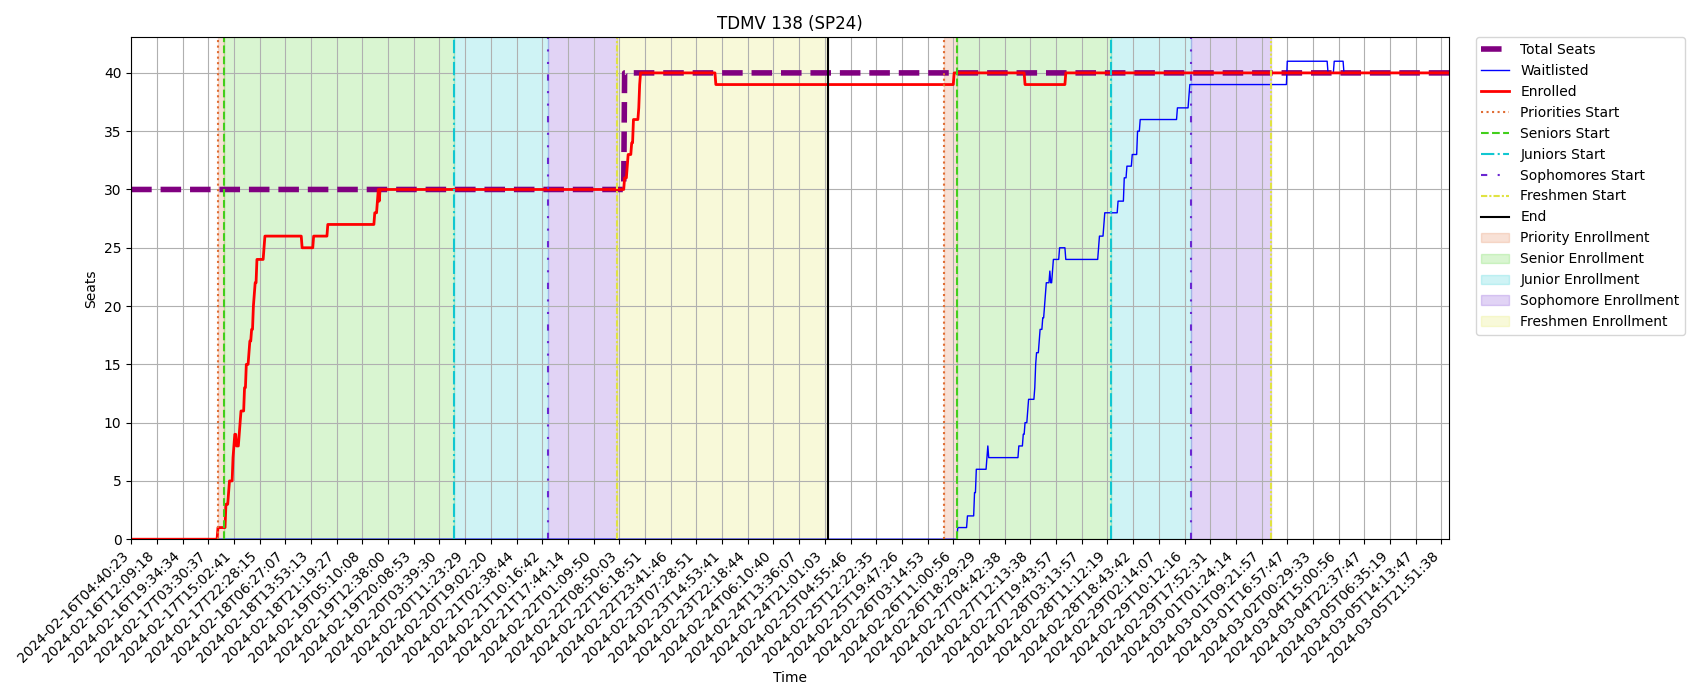 TDMV 138 (SP24)
Seats
40
35
30
25
20
15
10
5
0
2024-02-16T04:40:23
2024-02-16T12:09:18
2024-02-16T19:34:34
2024-02-17T03:30:37
2024-02-17T15:02:41
2024-02-17T22:28:15
2024-02-18T06:27:07
2024-02-18T13:53:13
2024-02-18T21:19:27
2024-02-19T05:10:08
2024-02-19T12:38:00
2024-02-19T20:08:53
2024-02-20T03:39:30
2024-02-20T11:23:29
2024-02-20T19:02:20
2024-02-21T02:38:44
2024-02-21T10:16:42
2024-02-21T17:44:14
2024-02-22T01:09:50
2024-02-22T08:50:03
2024-02-22T16:18:51
2024-02-22T23:41:46
2024-02-23T07:28:51
2024-02-23T14:53:41
2024-02-23T22:18:44
2024-02-24T06:10:40
2024-02-24T13:36:07
2024-02-24T21:01:03
2024-02-25T04:55:46
2024-02-25T12:22:35
2024-02-25T19:47:26
2024-02-26T03:14:53
2024-02-26T11:00:56
2024-02-26T18:29:29
2024-02-27T04:42:38
2024-02-27T12:13:38
2024-02-27T19:43:57
2024-02-28T03:13:57
2024-02-28T11:12:19
2024-02-28T18:43:42
2024-02-29T02:14:07
2024-02-29T10:12:16
2024-02-29T17:52:31
2024-03-01T01:24:14
2024-03-01T09:21:57
2024-03-01T16:57:47
2024-03-02T00:29:33
2024-03-04T15:00:56
2024-03-04T22:37:47
2024-03-05T06:35:19
2024-03-05T14:13:47
2024-03-05T21:51:38
Time
Total Seats
Waitlisted
Enrolled
Priorities Start
Seniors Start
Juniors Start
Sophomores Start
Freshmen Start
End
Priority Enrollment
Senior Enrollment
Junior Enrollment
Sophomore Enrollment
Freshmen Enrollment